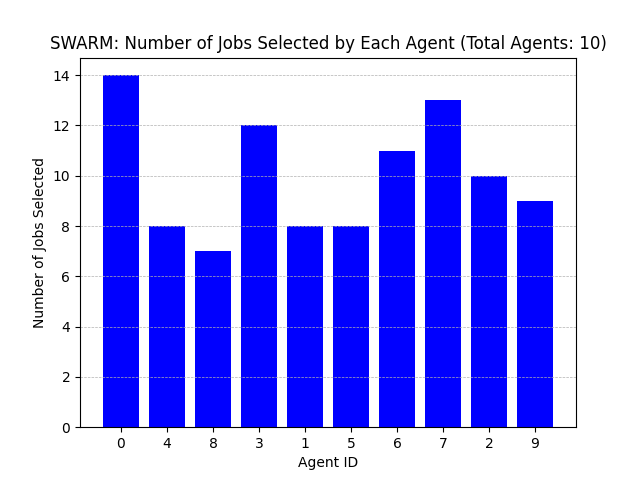 SWARM: Number of Jobs Selected by Each Agent (Total Agents: 10)
14
12
10
8
6
4
2
0
Number of Jobs Selected
0 4 8 3 1 5 6 7 2 9
Agent ID